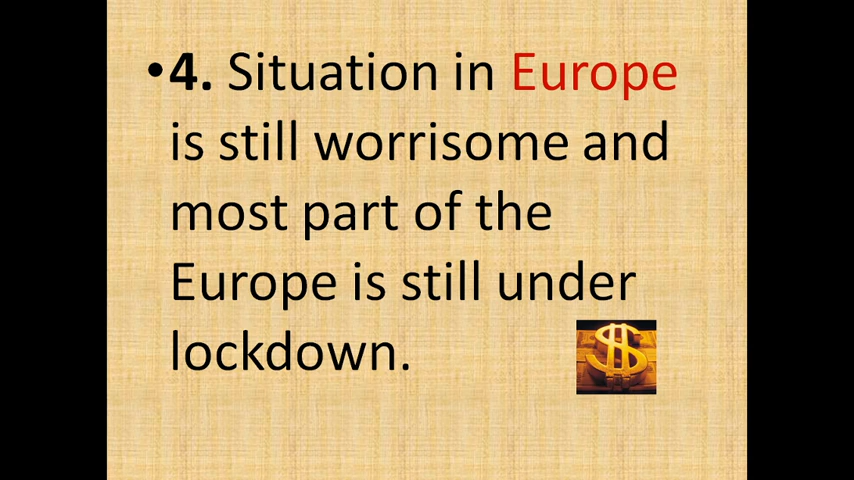 •4. Situation in Europe
is still worrisome and
most part of the
Europe is still under
lockdown.